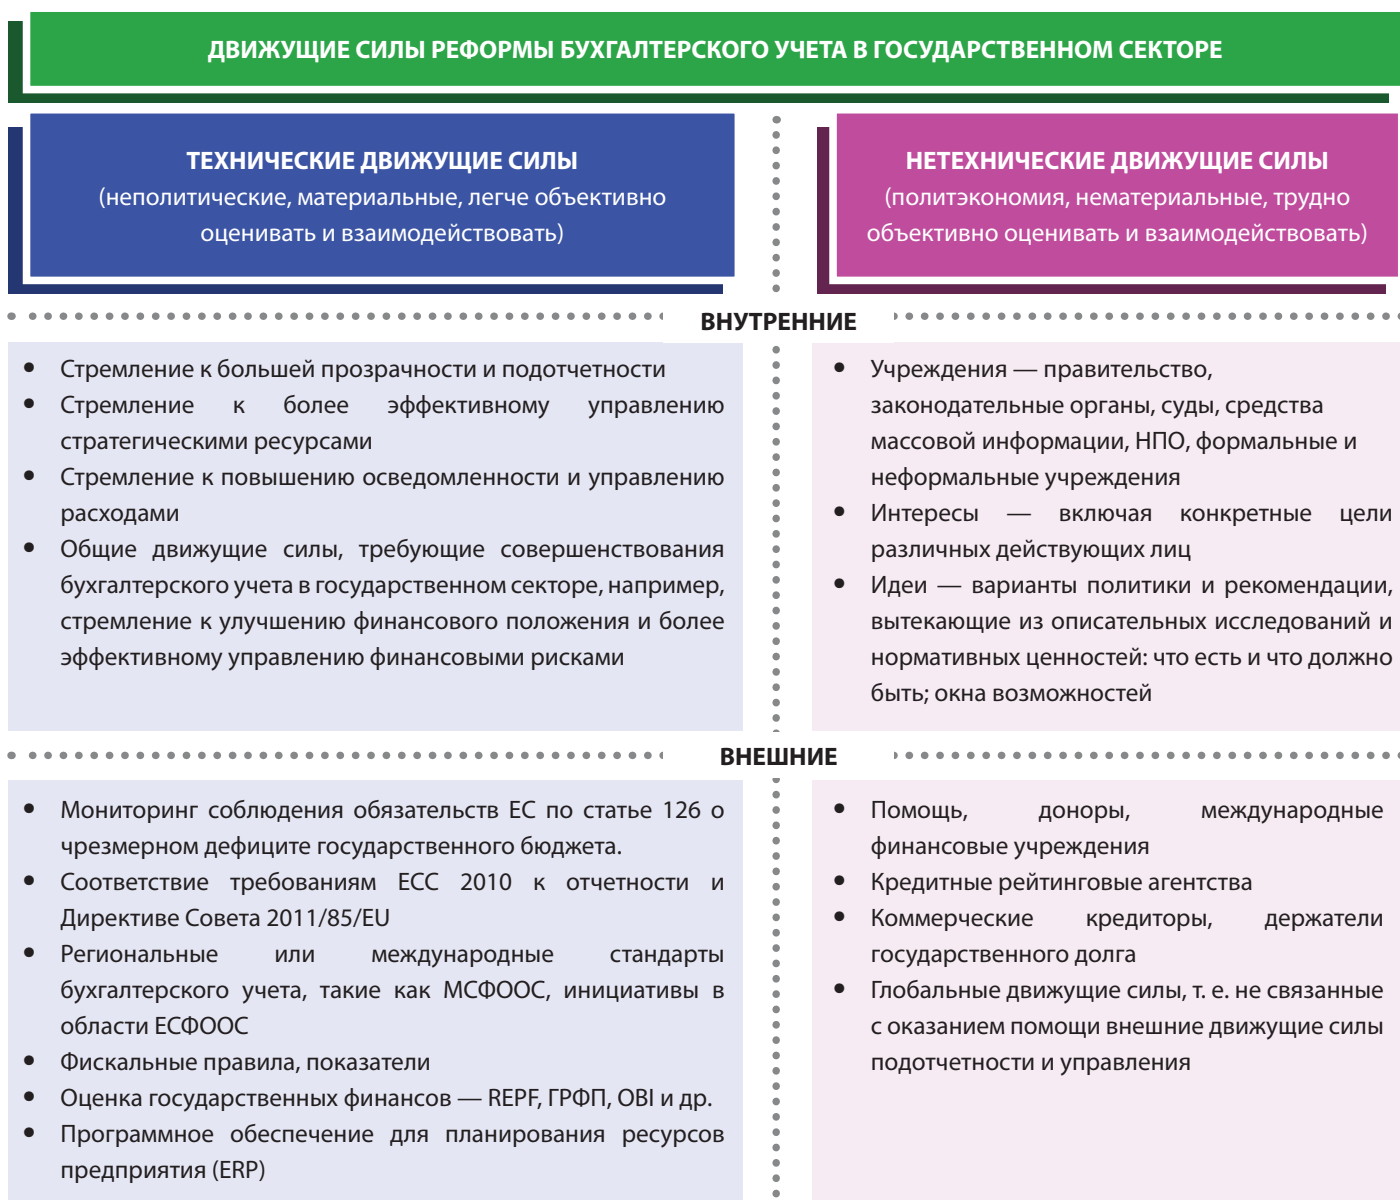 ДВИЖУЩИЕ СИЛЫ РЕФОРМЫ БУХГАЛТЕРСКОГО УЧЕТА В ГОСУДАРСТВЕННОМ СЕКТОРЕ
ТЕХНИЧЕСКИЕ ДВИЖУЩИЕ СИЛЫ
(неполитические, материальные, легче объективно
оценивать и взаимодействовать)
НЕТЕХНИЧЕСКИЕ ДВИЖУЩИЕ СИЛЫ
(политэкономия, нематериальные, трудно
объективно оценивать и взаимодействовать)
ВНУТРЕННИЕ
• Стремление к большей прозрачности и подотчетности
• Стремление к более эффективному управлению
стратегическими ресурсами
• Стремление к повышению осведомленности и управлению
расходами
• Общие движущие силы, требующие совершенствования
бухгалтерского учета в государственном секторе, например,
стремление к улучшению финансового положения и более
эффективному управлению финансовыми рисками
• Учреждения — правительство,
законодательные органы, суды, средства
массовой информации, НПО, формальные и
неформальные учреждения
• Интересы — включая конкретные цели
различных действующих лиц
• Идеи — варианты политики и рекомендации,
вытекающие из описательных исследований и
нормативных ценностей: что есть и что должно
быть; окна возможностей
ВНЕШНИЕ
• Мониторинг соблюдения обязательств ЕС по статье 126 о
чрезмерном дефиците государственного бюджета.
• Соответствие требованиям ЕСС 2010 к отчетности и
Директиве Совета 2011/85/EU
• Региональные или международные стандарты
бухгалтерского учета, такие как МСФООС, инициативы в
области ЕСФООС
• Фискальные правила, показатели
• Оценка государственных финансов — REPF, ГРФП, OBI и др.
• Программное обеспечение для планирования ресурсов
предприятия (ERP)
• Помощь, доноры, международные
финансовые учреждения
• Кредитные рейтинговые агентства
• Коммерческие кредиторы, держатели
государственного долга
• Глобальные движущие силы, т. е. не связанные
с оказанием помощи внешние движущие силы
подотчетности и управления